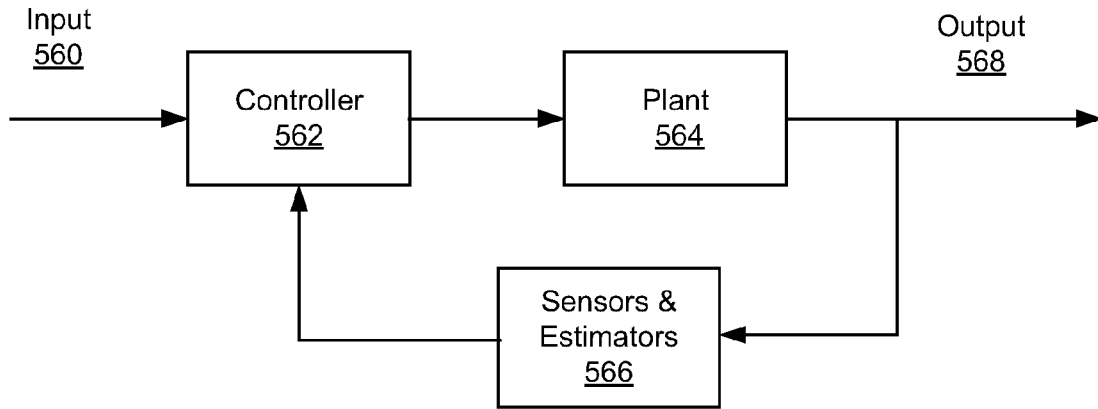 Input
560
Controller
562
Plant
564
Output
568
Sensors &
Estimators
566